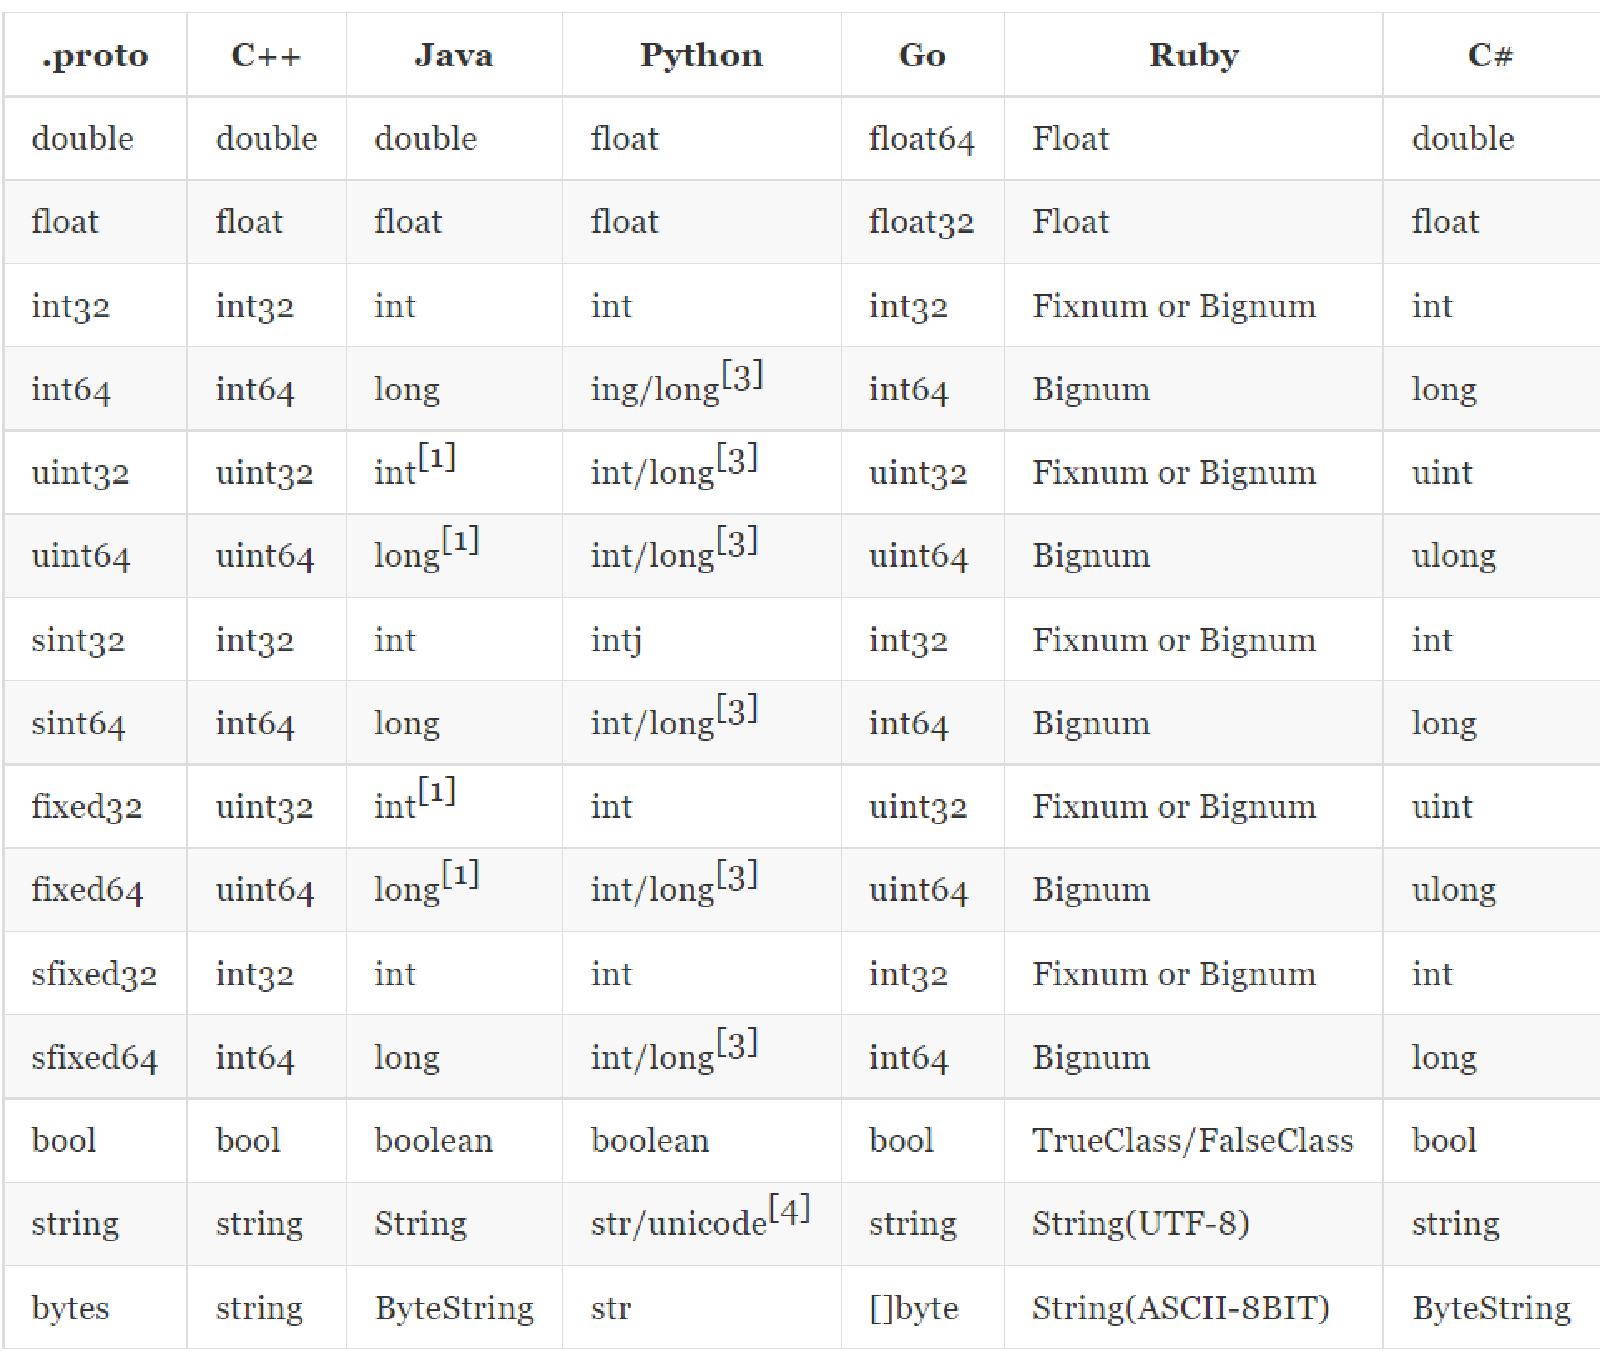 .proto C++ Java Python Go Ruby C#
double double double float float64 Float double
float float float float float32 Float float
int32 int32 int int int32 Fixnum or Bignum int
int64 int64 long ing/long[3] int64 Bignum long
uint32 uint32 int[1] int/long[3] uint32 Fixnum or Bignum uint
uint64 uint64 long[1] int/long[3] uint64 Bignum ulong
sint32 int32 int intj int32 Fixnum or Bignum int
sint64 int64 long int/long[3] int64 Bignum long
fixed32 uint32 int[1] int uint32 Fixnum or Bignum uint
fixed64 uint64 long[1] int/long[3] uint64 Bignum ulong
sfixed32 int32 int int int32 Fixnum or Bignum int
sfixed64 int64 long int/long[3] int64 Bignum long
bool bool boolean boolean bool TrueClass/FalseClass bool
string string String str/unicode[4] string String(UTF-8) string
bytes string ByteString str []byte String(ASCII-8BIT) ByteString